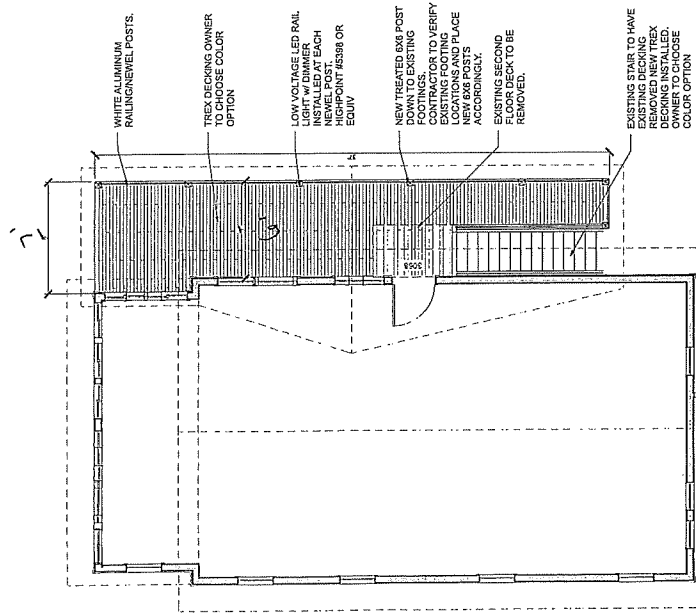 WHITE ALUMINUM
RAILING/NEWEL POSTS.
TREX DECKING OWNER
TO CHOOSE COLOR
OPTION
LOW VOLTAGE LED RAIL
LIGHT w/ DIMMER
INSTALLED AT EACH
NEWEL POST.
HIGHPOINT #5398 OR
EQUIV
NEW TREATED 6X6 POST
DOWN TO EXISTING
FOOTINGS.
CONTRACTOR TO VERIFY
EXISTING FOOTING
LOCATIONS AND PLACE
NEW 6X6 POSTS
ACCORDINGLY.
EXISTING SECOND
FLOOR DECK TO BE
REMOVED.
EXISTING STAIR TO HAVE
EXISTING DECKING
REMOVED NEW TREX
DECKING INSTALLED.
OWNER TO CHOOSE
COLOR OPTION
3068